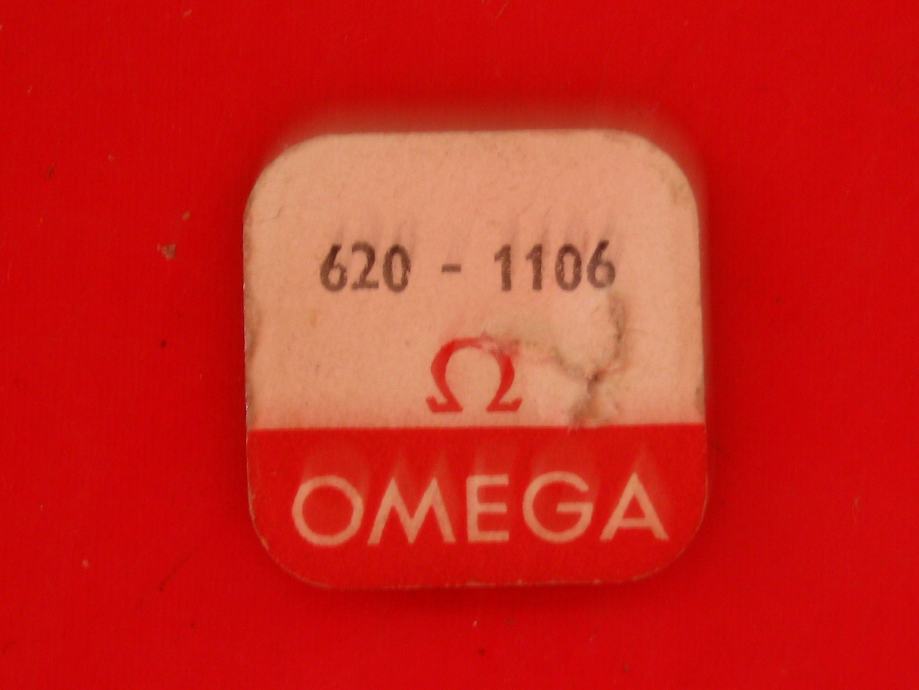 620 - 1106
Ω
OMEGA